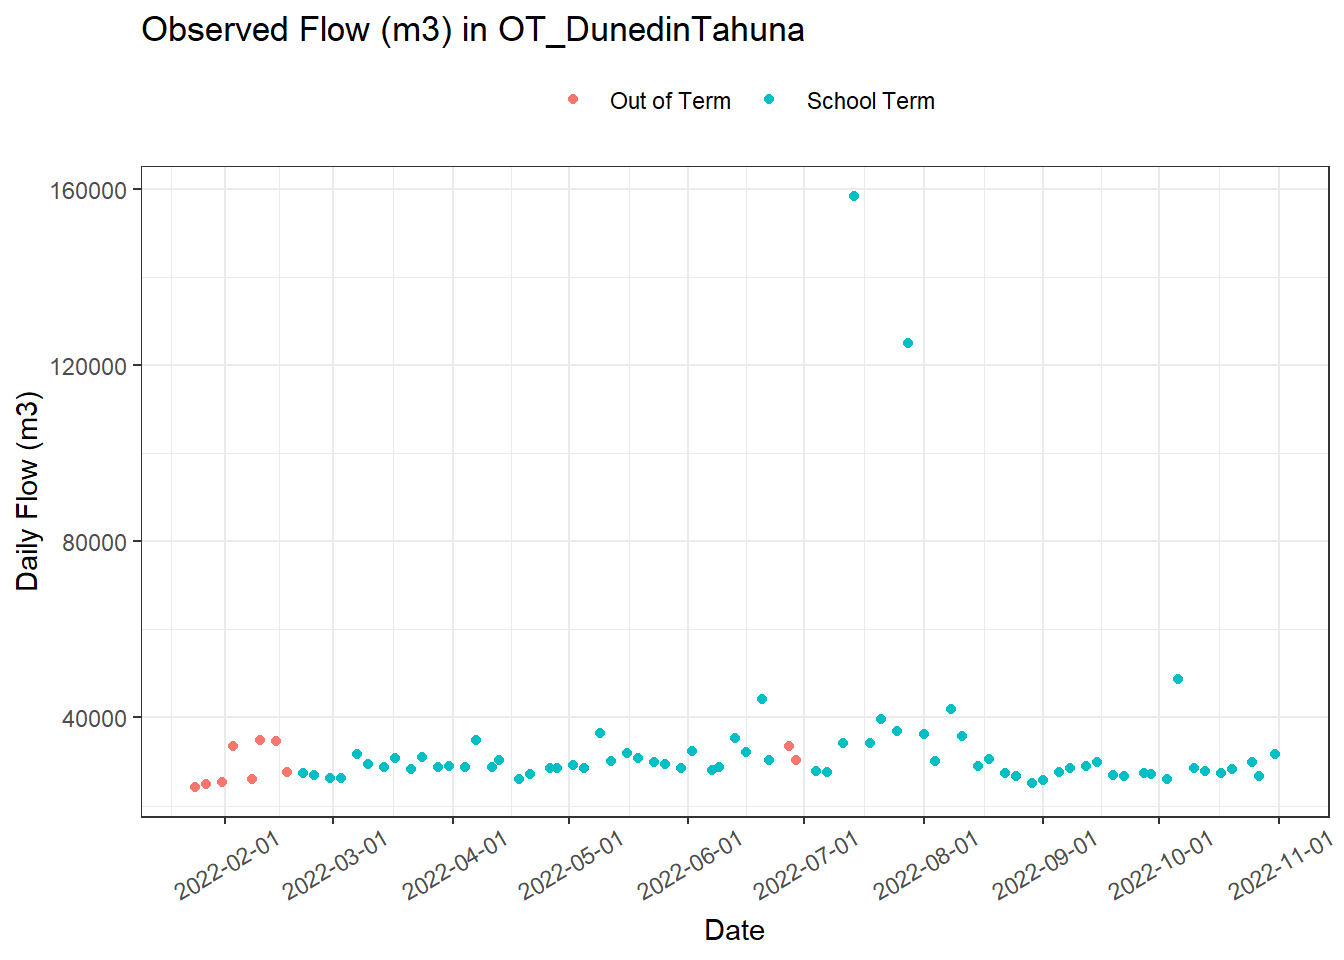 Observed Flow (m3) in OT_DunedinTahuna
Out of Term
School Term
Daily Flow (m3)
160000
120000
80000
40000
2022-02-01
2022-03-01
2022-04-01
2022-05-01
2022-06-01
2022-07-01
2022-08-01
2022-09-01
2022-10-01
2022-11-01
Date